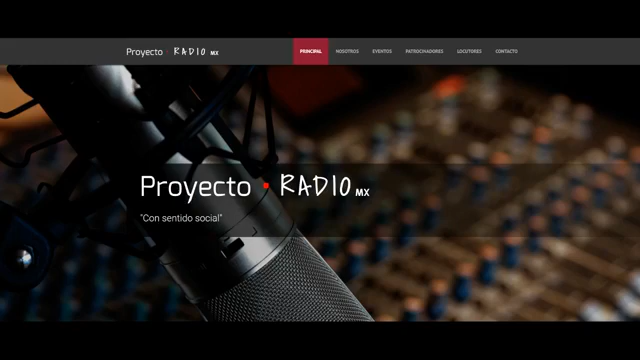 Proyecto RADIO MX
PRINCIPAL NOSOTROS EVENTOS PATROCINADORES LOCUTORES CONTACTO
Proyecto • RADIO MX
"Con sentido social"